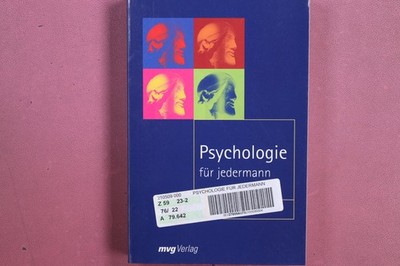 Psychologie
für jedermann
PSYCHOLOGIE FÜR JEDERMANN
Z 59 23-2
76/ 22
A 79.642
mvg Verlag